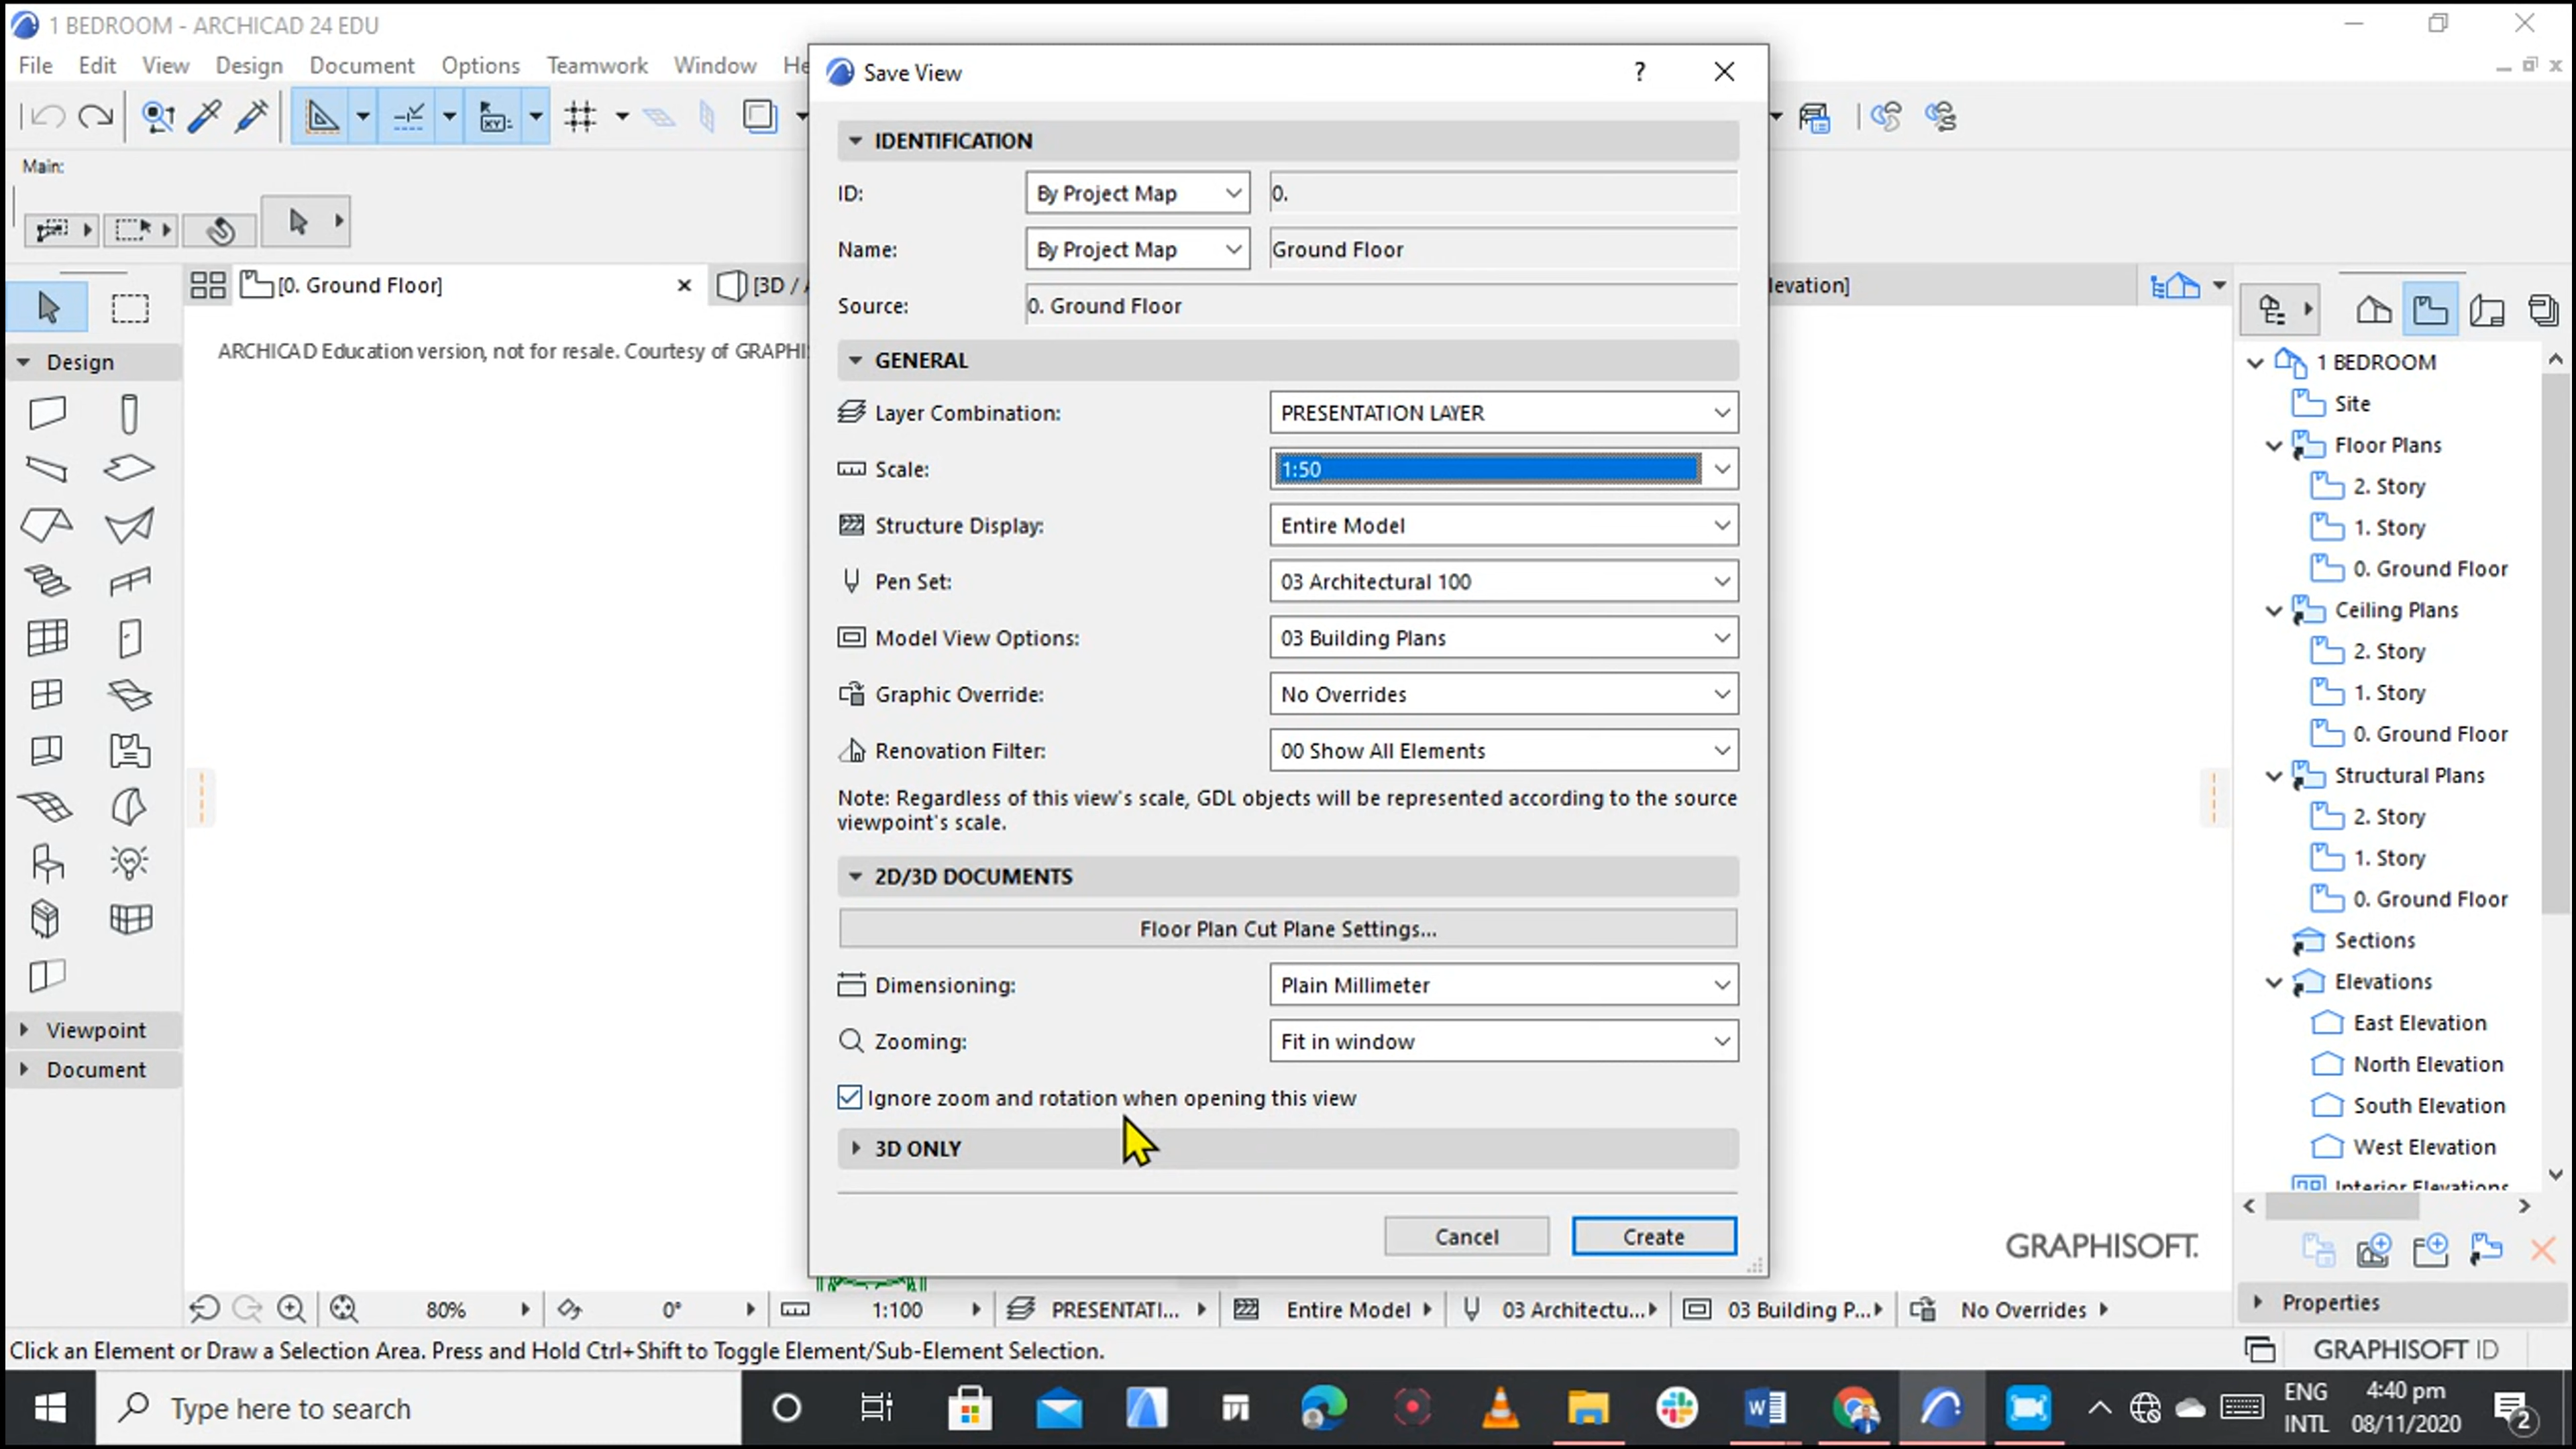 1 BEDROOM - ARCHICAD 24 EDU
File Edit View Design Document Options Teamwork Window He
Main:
[0. Ground Floor]
[3D /
levation]
Design
Viewpoint
Document
ARCHICAD Education version, not for resale. Courtesy of GRAPHI
Save View
?
IDENTIFICATION
ID: By Project Map 0.
Name: By Project Map Ground Floor
Source: 0. Ground Floor
GENERAL
Layer Combination: PRESENTATION LAYER
Scale: 1:50
Structure Display: Entire Model
Pen Set: 03 Architectural 100
Model View Options: 03 Building Plans
Graphic Override: No Overrides
Renovation Filter: 00 Show All Elements
Note: Regardless of this view's scale, GDL objects will be represented according to the source
viewpoint's scale.
2D/3D DOCUMENTS
Floor Plan Cut Plane Settings...
Dimensioning: Plain Millimeter
Zooming: Fit in window
Ignore zoom and rotation when opening this view
3D ONLY
Cancel Create
1 BEDROOM
Site
Floor Plans
2. Story
1. Story
0. Ground Floor
Ceiling Plans
2. Story
1. Story
0. Ground Floor
Structural Plans
2. Story
1. Story
0. Ground Floor
Sections
Elevations
East Elevation
North Elevation
South Elevation
West Elevation
Interior Elevations
GRAPHISOFT.
Properties
80% 0° 1:100 PRESENTATI... Entire Model 03 Architectu... 03 Building P... No Overrides
Click an Element or Draw a Selection Area. Press and Hold Ctrl+Shift to Toggle Element/Sub-Element Selection.
GRAPHISOFT ID
Type here to search
ENG
INTL
4:40 pm
08/11/2020
2